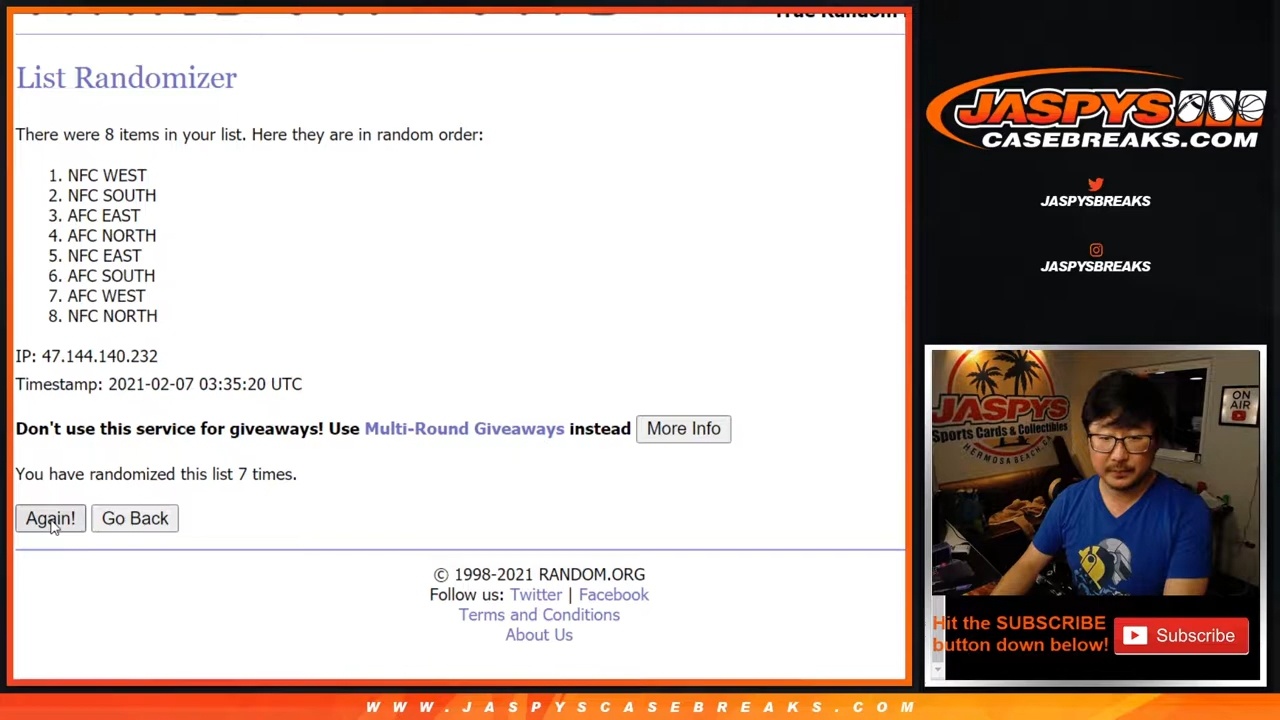 List Randomizer
There were 8 items in your list. Here they are in random order:
1. NFC WEST
2. NFC SOUTH
3. AFC EAST
4. AFC NORTH
5. NFC EAST
6. AFC SOUTH
7. AFC WEST
8. NFC NORTH
IP: 47.144.140.232
Timestamp: 2021-02-07 03:35:20 UTC
Don't use this service for giveaways! Use Multi-Round Giveaways instead More Info
You have randomized this list 7 times.
Again! Go Back
© 1998-2021 RANDOM.ORG
Follow us: Twitter | Facebook
Terms and Conditions
About Us
JASPYS
CASEBREAKS.COM
JASPYSBREAKS
JASPYSBREAKS
JASPYS
Sports Cards & Collectibles
HERMOSA BEACH, CA
ON
AIR
Hit the SUBSCRIBE
button down below!
Subscribe
WWW.JASPYSCASEBREAKS.COM